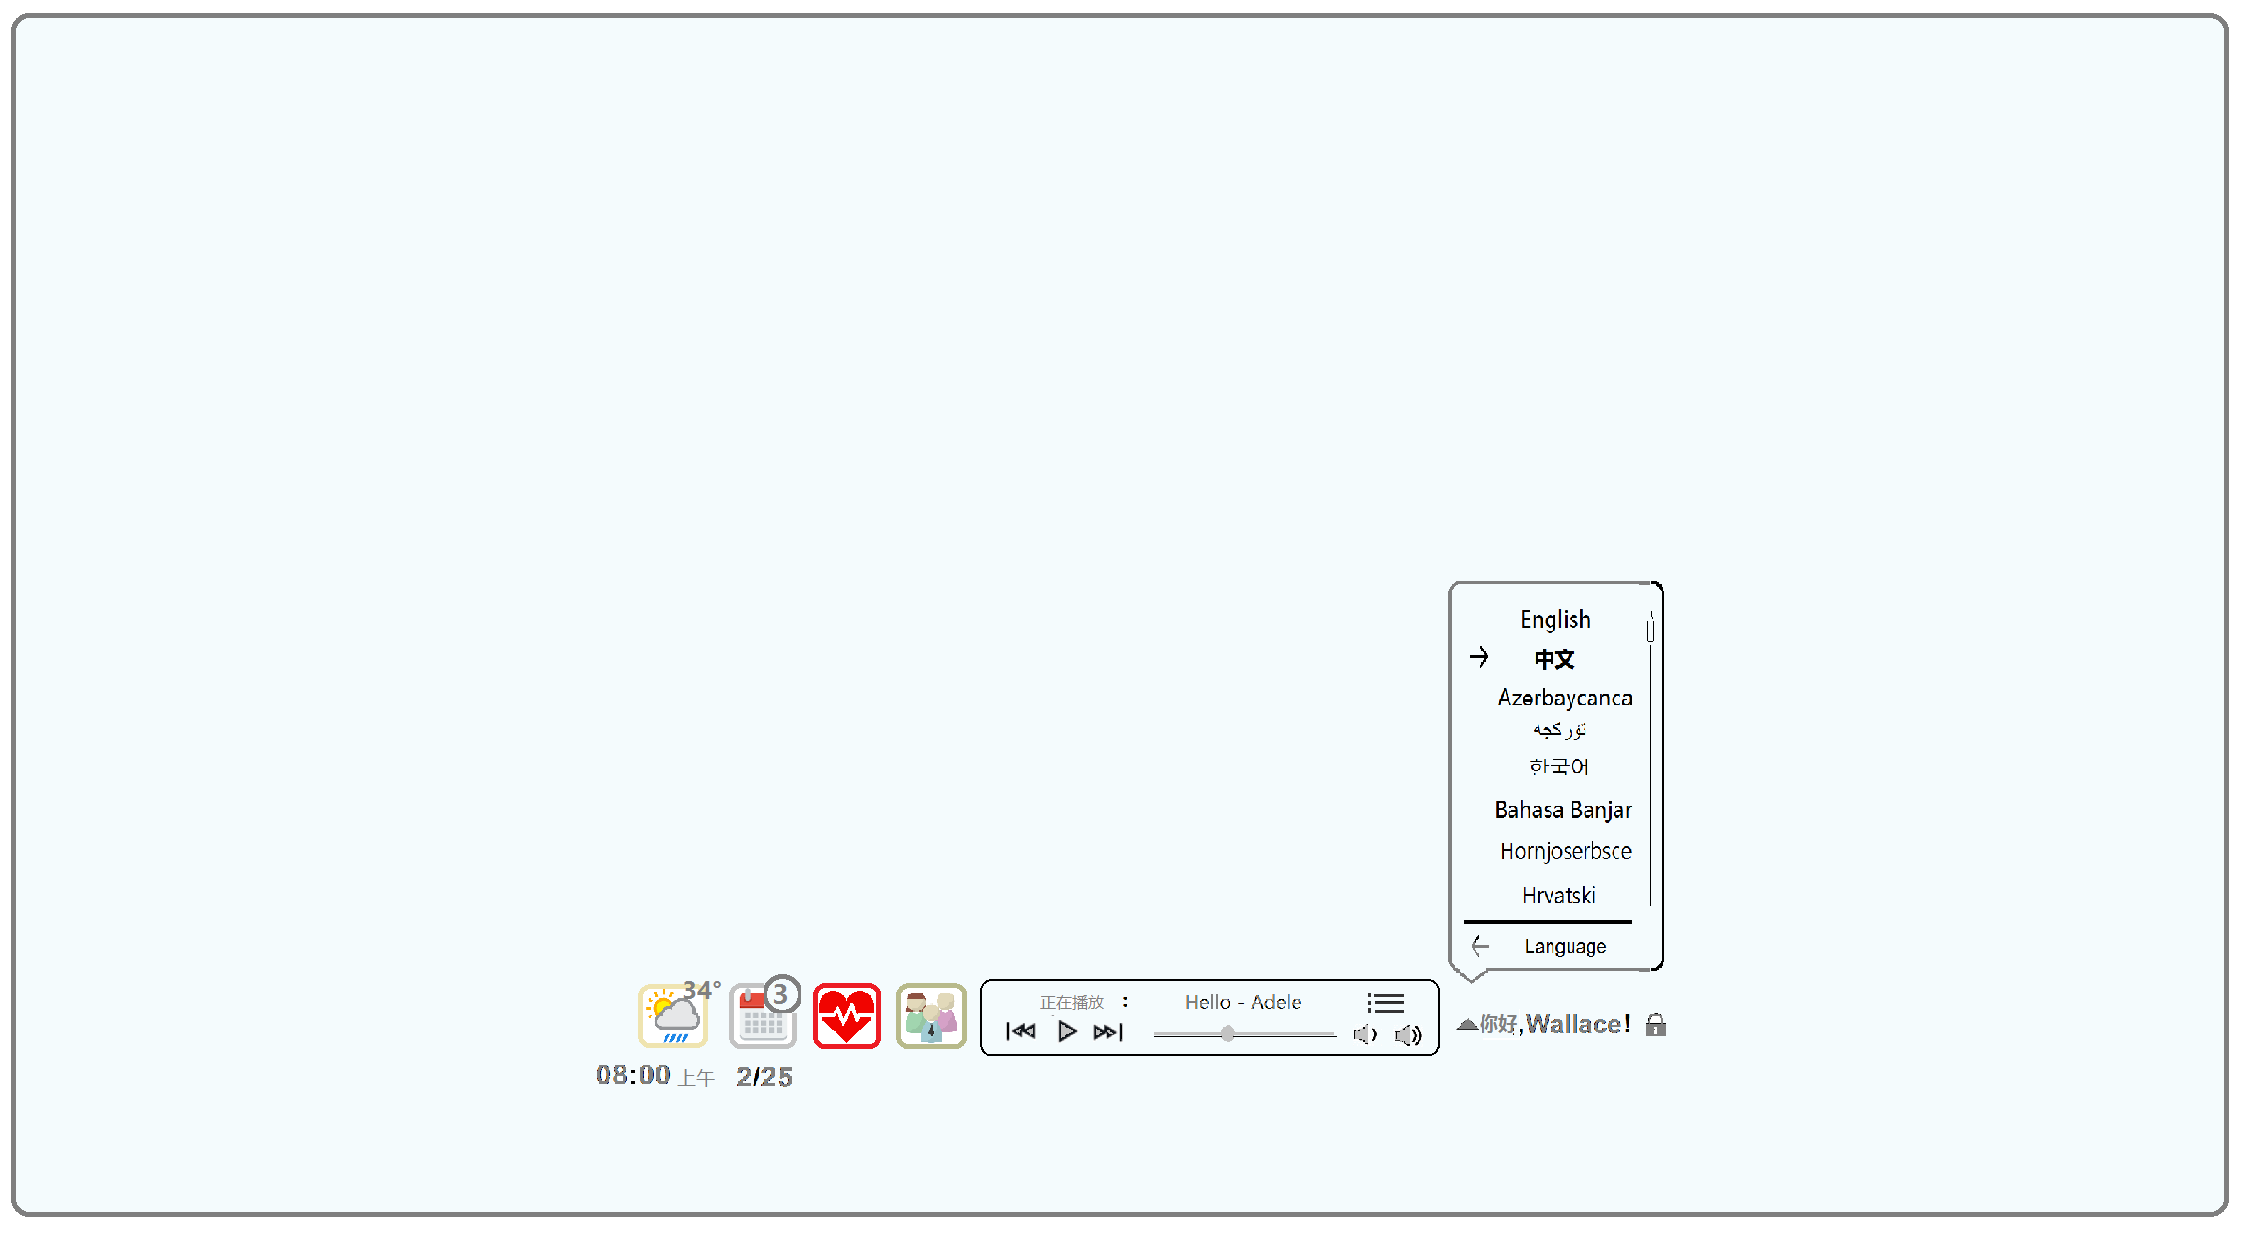 English
中文
Azerbaycanca
تۆرکجه
한국어
Bahasa Banjar
Hornjoserbsce
Hrvatski
Language
34°
3
正在播放 :
Hello - Adele
你好,Wallace!
08:00 上午
2/25